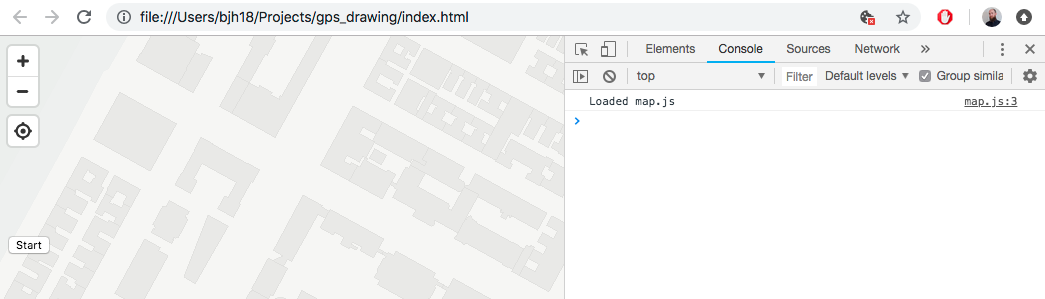 file:///Users/bjh18/Projects/gps_drawing/index.html
Elements Console Sources Network »
top Filter Default levels Group simila
Loaded map.js map.js:3
+
−
Start